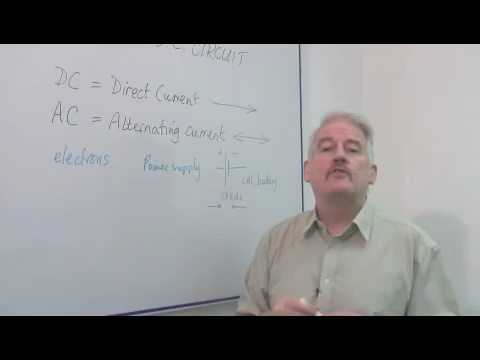 D.C. CIRCUIT
DC = Direct Current
AC = Alternating Current
electrons Power supply + -
cell, battery